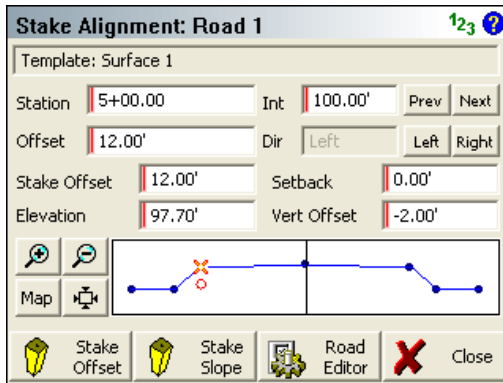 Stake Alignment: Road 1 123 ?
Template: Surface 1
Station 5+00.00 Int 100.00' Prev Next
Offset 12.00' Dir Left Left Right
Stake Offset 12.00' Setback 0.00'
Elevation 97.70' Vert Offset -2.00'
Map
Stake Offset Stake Slope Road Editor Close